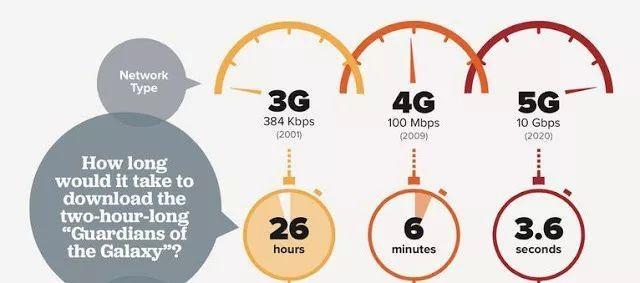 Network
Type
3G
384 Kbps
(2001)
4G
100 Mbps
(2009)
5G
10 Gbps
(2020)
How long
would it take to
download the
two-hour-long
“Guardians of
the Galaxy”?
26
hours
6
minutes
3.6
seconds